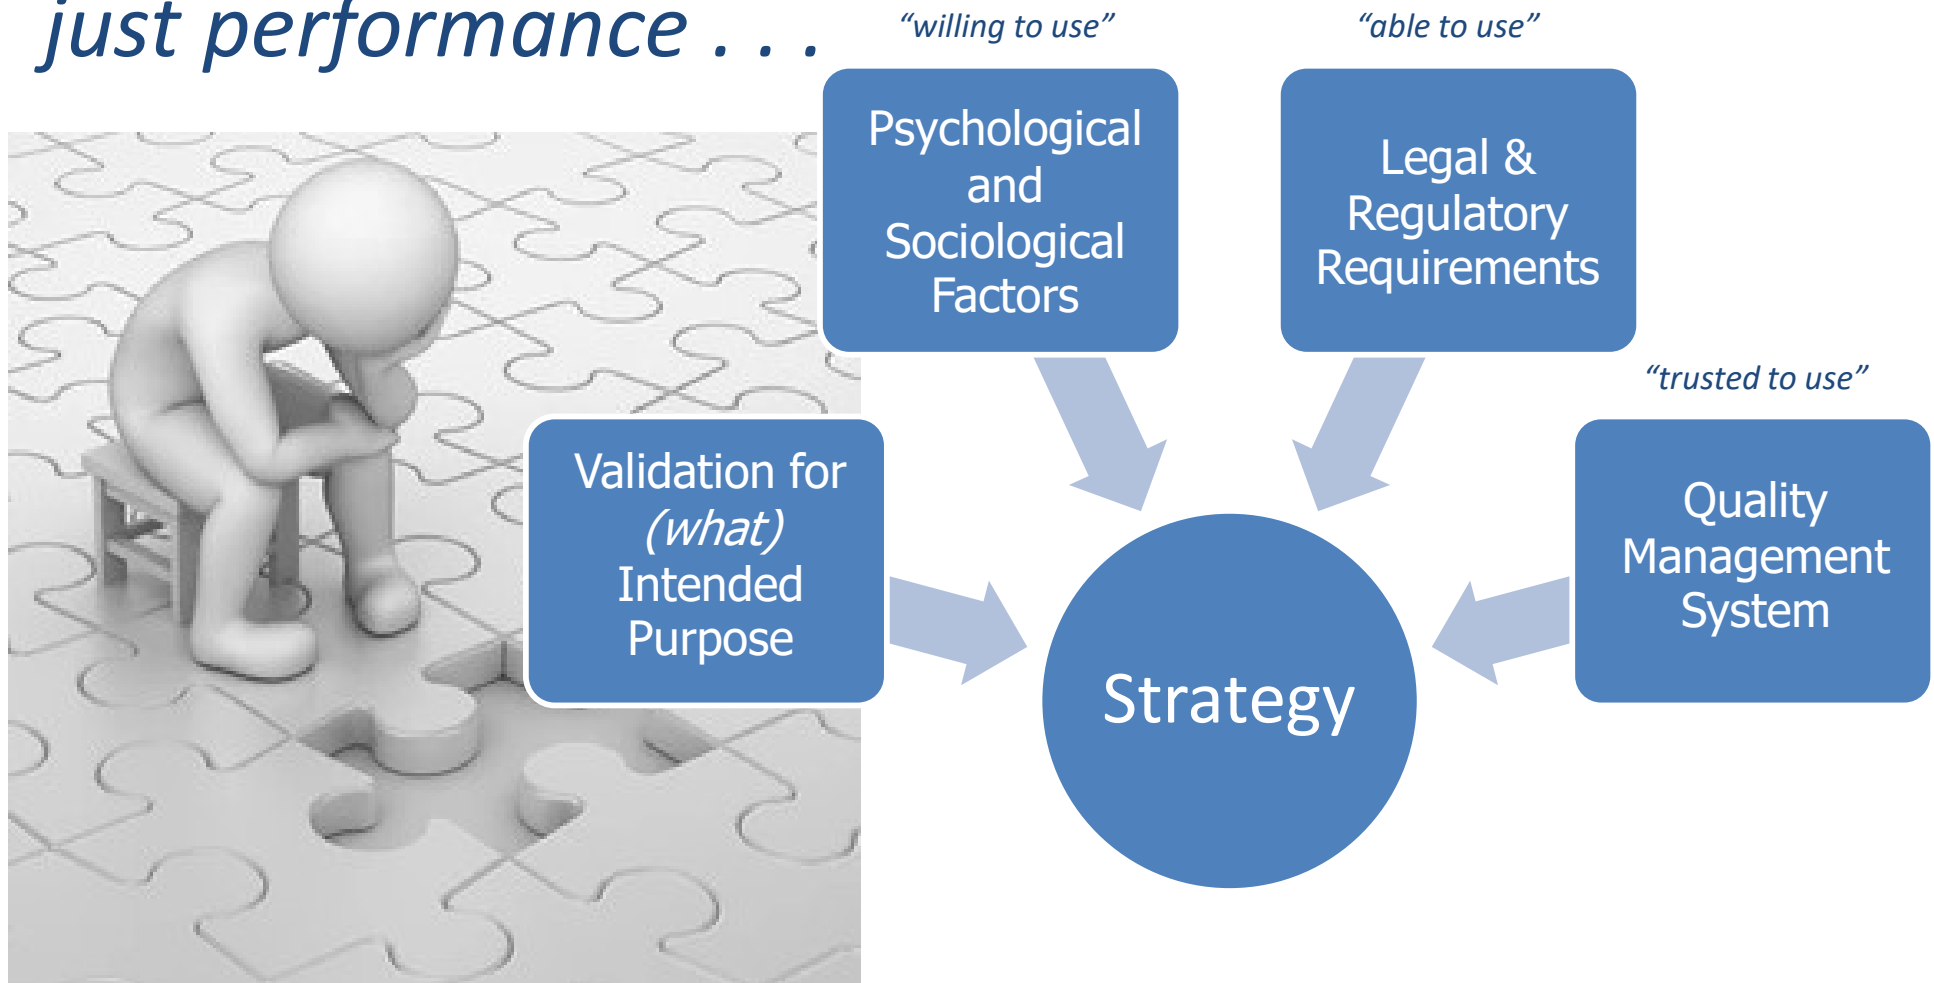 just performance . . .
“willing to use”
“able to use”
Psychological
and
Sociological
Factors
Legal &
Regulatory
Requirements
“trusted to use”
Validation for
(what)
Intended
Purpose
Quality
Management
System
Strategy